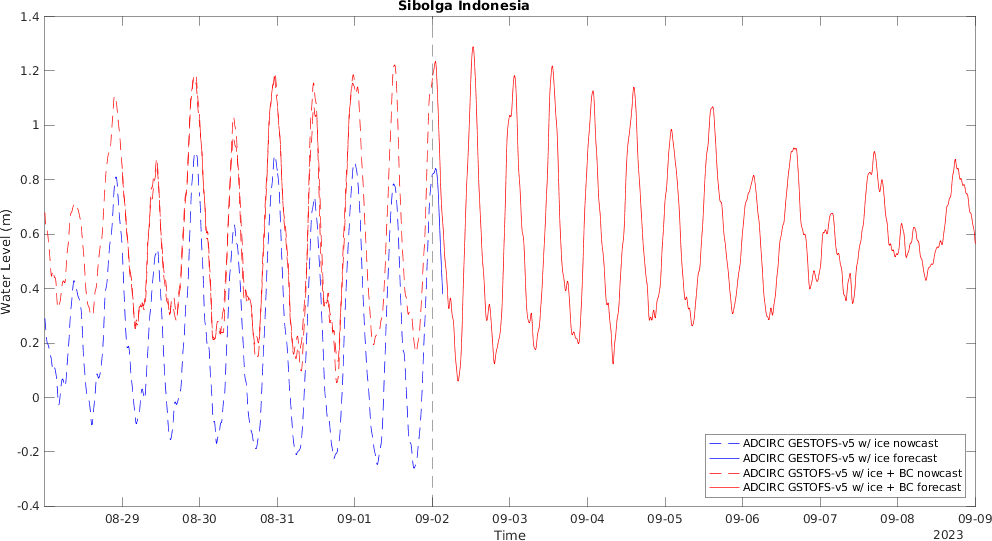 Sibolga Indonesia
1.4
1.2
1
0.8
0.6
0.4
0.2
0
-0.2
-0.4
Water Level (m)
ADCIRC GESTOFS-v5 w/ ice nowcast
ADCIRC GESTOFS-v5 w/ ice forecast
ADCIRC GSTOFS-v5 w/ ice + BC nowcast
ADCIRC GSTOFS-v5 w/ ice + BC forecast
08-29 08-30 08-31 09-01 09-02 09-03 09-04 09-05 09-06 09-07 09-08 09-09
Time
2023